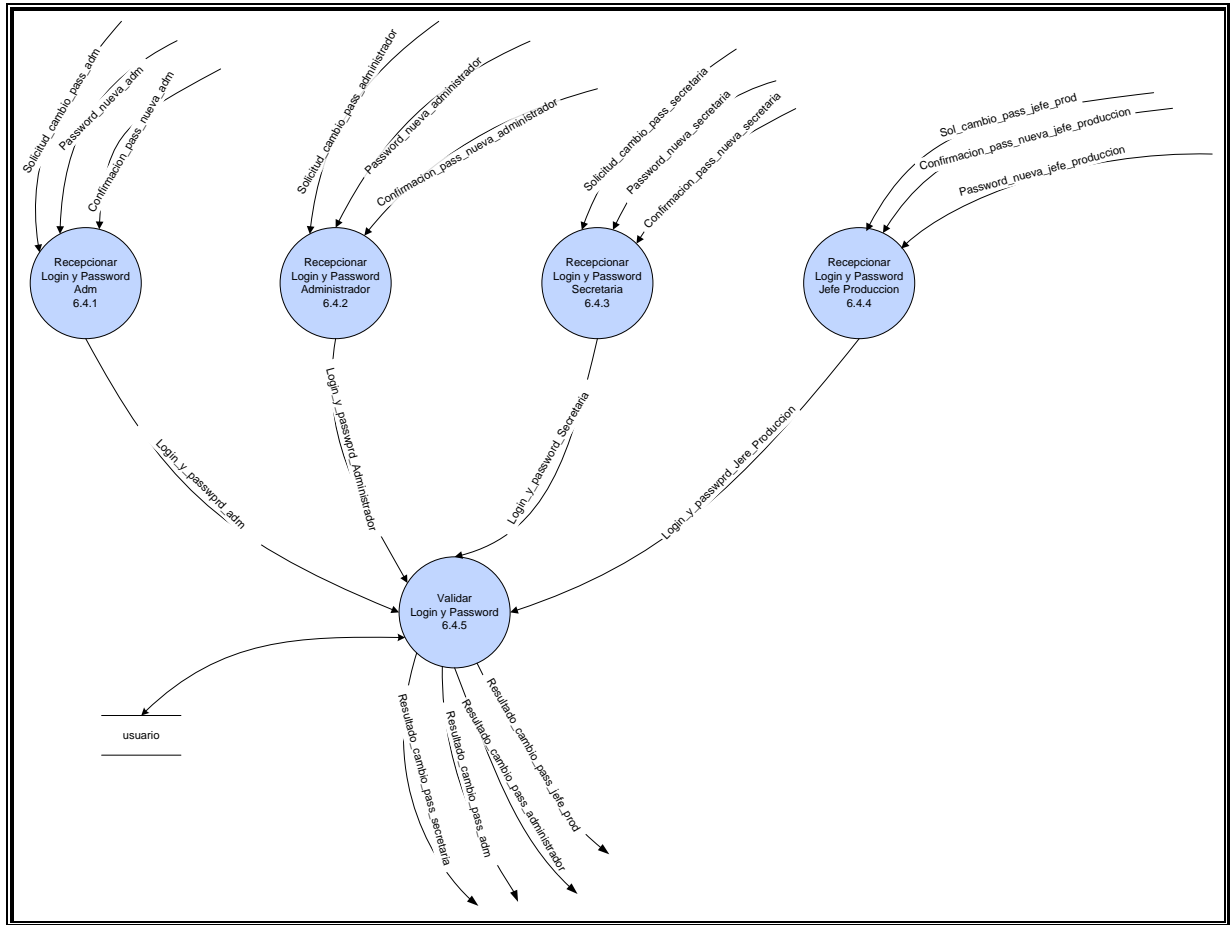 Solicitud_cambio_pass_adm
Password_nueva_adm
Confirmacion_pass_nueva_adm
Solicitud_cambio_pass_administrador
Password_nueva_administrador
Confirmacion_pass_nueva_administrador
Solicitud_cambio_pass_secretaria
Password_nueva_secretaria
Confirmacion_pass_nueva_secretaria
Sol_cambio_pass_jefe_prod
Confirmacion_pass_nueva_jefe_produccion
Password_nueva_jefe_produccion
Recepcionar
Login y Password
Adm
6.4.1
Recepcionar
Login y Password
Administrador
6.4.2
Recepcionar
Login y Password
Secretaria
6.4.3
Recepcionar
Login y Password
Jefe Produccion
6.4.4
Login_y_passwprd_adm
Login_y_passwprd_Administrador
Login_y_password_Secretaria
Login_y_passwprd_Jere_Produccion
Validar
Login y Password
6.4.5
usuario
Resultado_cambio_pass_secretaria
Resultado_cambio_pass_adm
Resultado_cambio_pass_administrador
Resultado_cambio_pass_jefe_prod